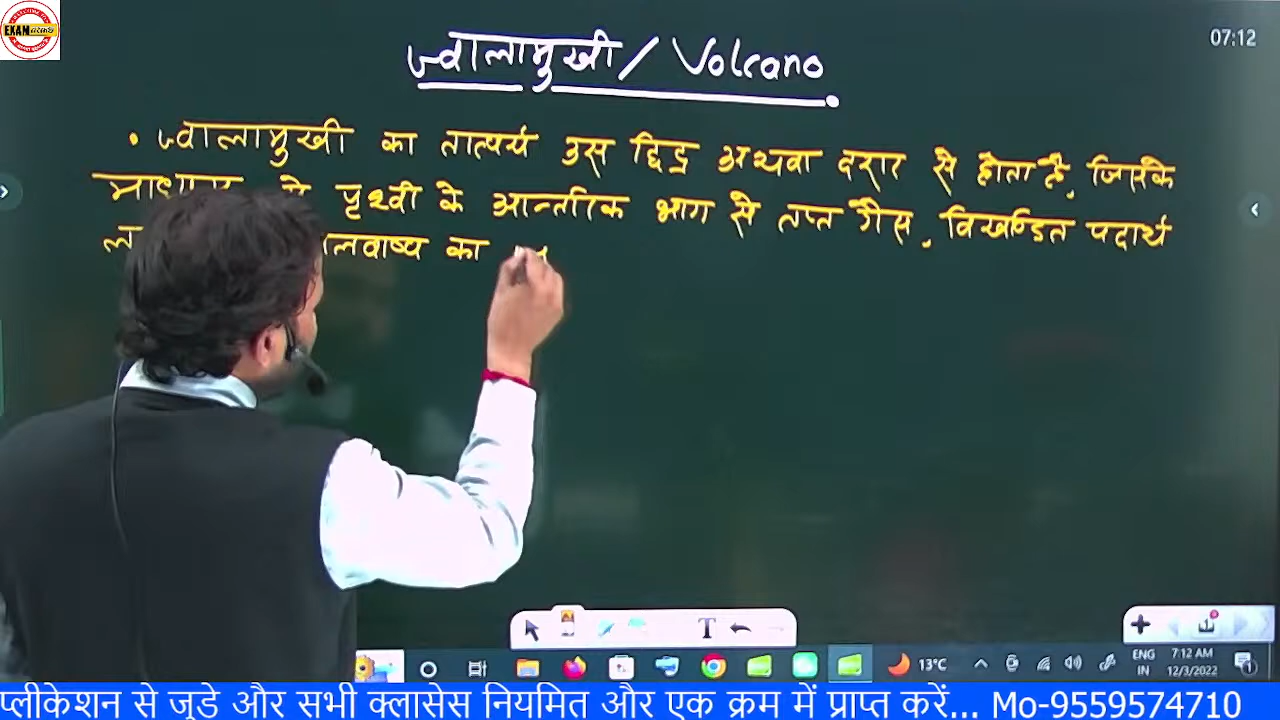 EXAM
07:12
ज्वालामुखी / Volcano
• ज्वालामुखी का तात्पर्य उस छिद्र अथवा दरार से होता है, जिसके
पृथ्वी के आन्तरिक भाग से तप्त गैस, विखण्डित पदार्थ
का
T
13°C
ENG
IN
7:12 AM
12/3/2022
प्लीकेशन से जुडे और सभी क्लासेस नियमित और एक क्रम में प्राप्त करें... Mo-9559574710